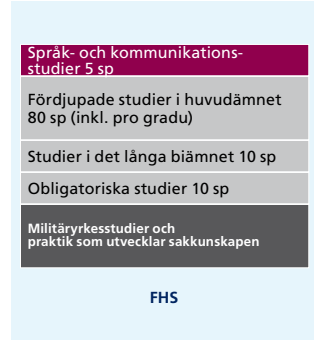 Språk- och kommunikations-
studier 5 sp
Fördjupade studier i huvudämnet
80 sp (inkl. pro gradu)
Studier i det långa biämnet 10 sp
Obligatoriska studier 10 sp
Militäryrkesstudier och
praktik som utvecklar sakkunskapen
FHS